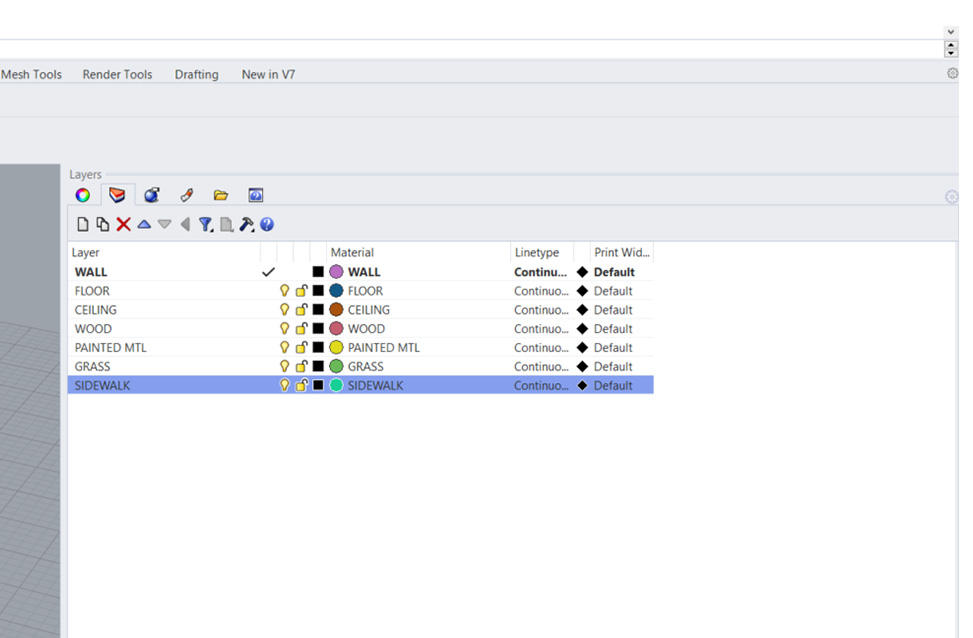 Mesh Tools Render Tools Drafting New in V7
Layers
Layer Material Linetype Print Wid...
WALL WALL Continu... Default
FLOOR FLOOR Continuo... Default
CEILING CEILING Continuo... Default
WOOD WOOD Continuo... Default
PAINTED MTL PAINTED MTL Continuo... Default
GRASS GRASS Continuo... Default
SIDEWALK SIDEWALK Continuo... Default